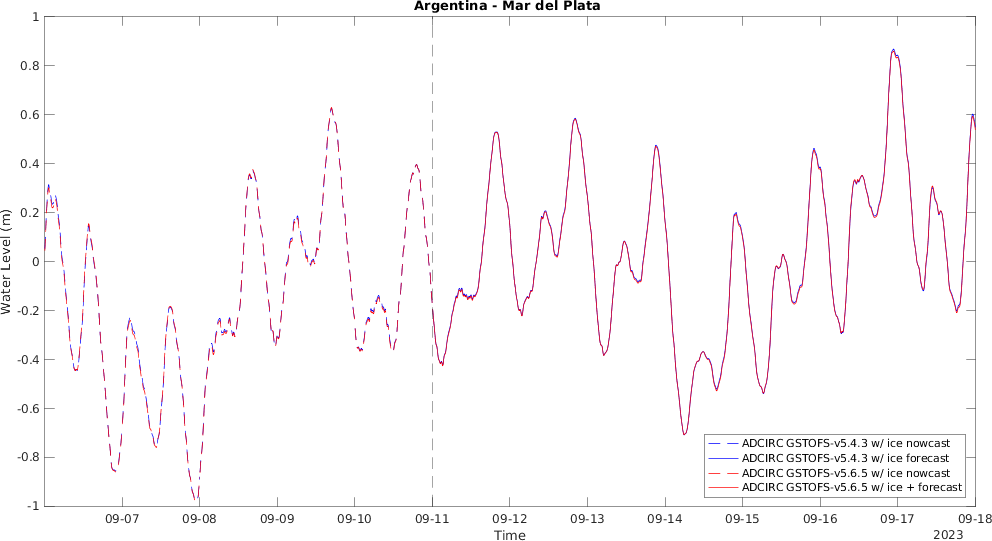 Argentina - Mar del Plata
Water Level (m)
1
0.8
0.6
0.4
0.2
0
-0.2
-0.4
-0.6
-0.8
-1
ADCIRC GSTOFS-v5.4.3 w/ ice nowcast
ADCIRC GSTOFS-v5.4.3 w/ ice forecast
ADCIRC GSTOFS-v5.6.5 w/ ice nowcast
ADCIRC GSTOFS-v5.6.5 w/ ice + forecast
09-07 09-08 09-09 09-10 09-11 09-12 09-13 09-14 09-15 09-16 09-17 09-18
Time
2023